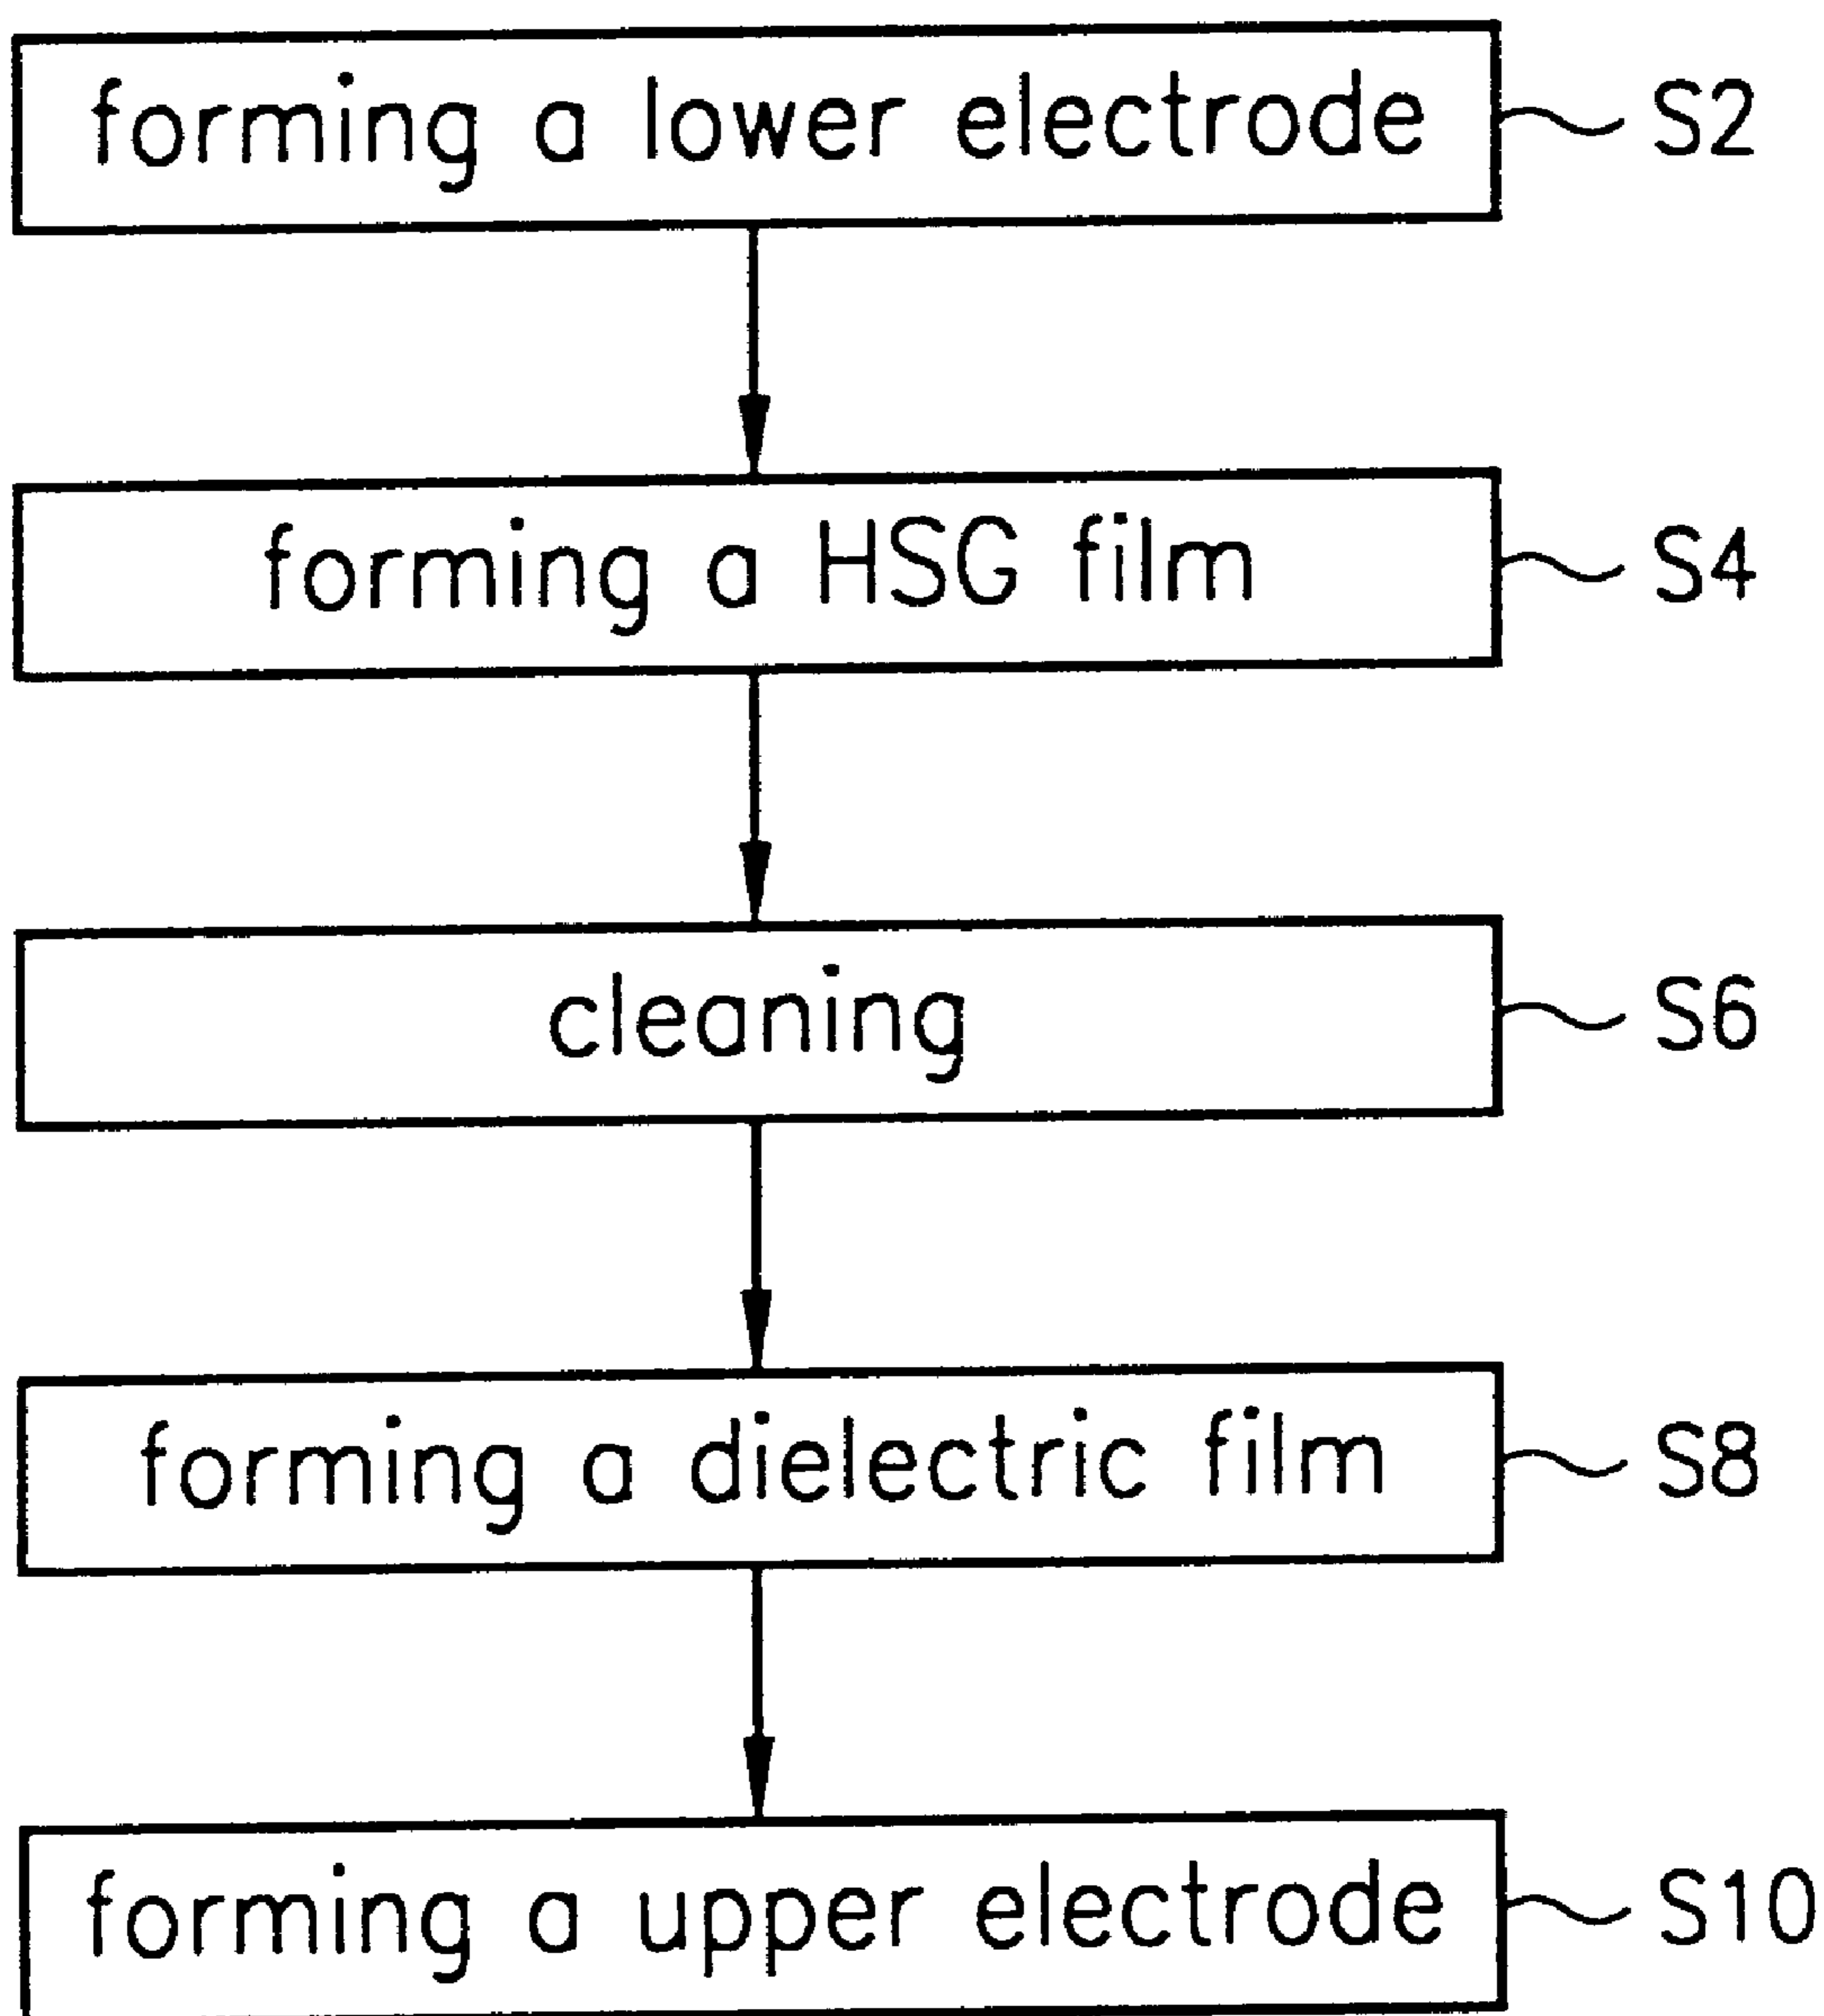 forming a lower electrode S2
forming a HSG film S4
cleaning S6
forming a dielectric film S8
forming a upper electrode S10